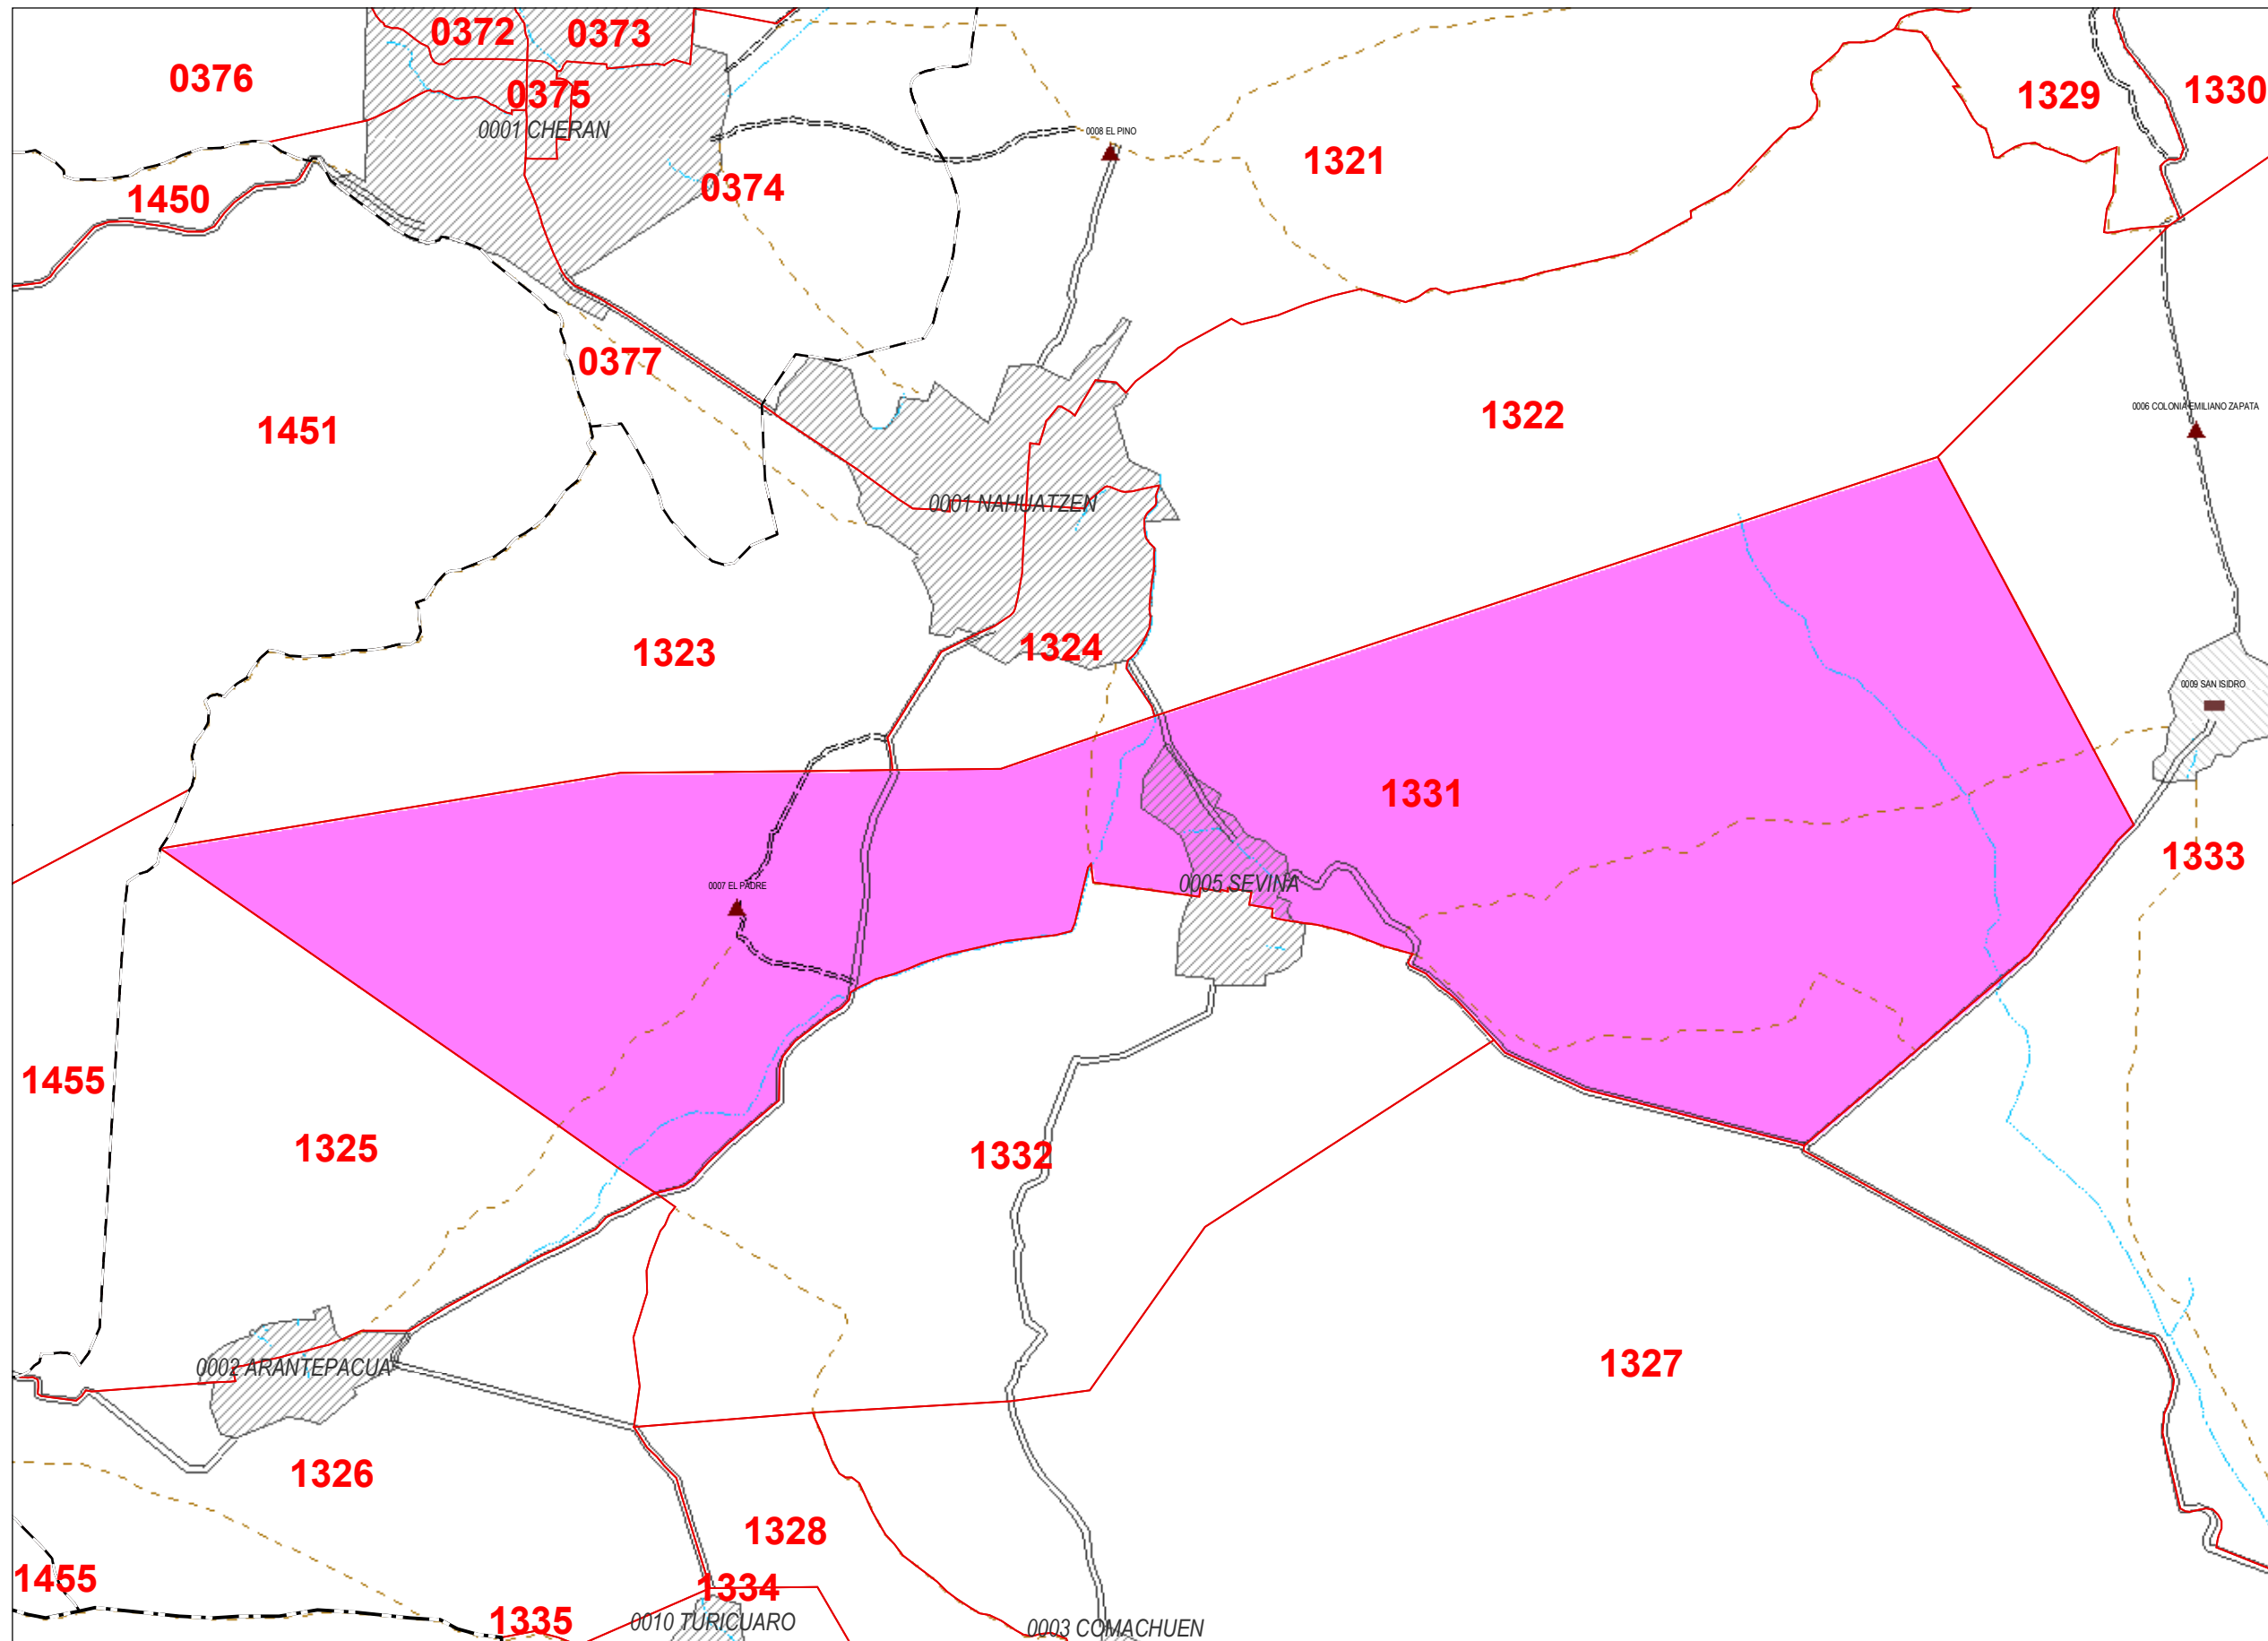 0372
0373
0376
0375
1329
1330
0001 CHERAN
0008 EL PINO
1321
0374
1450
0377
0006 COLONIA EMILIANO ZAPATA
1322
1451
0001 NAHUATZEN
1323
1324
0009 SAN ISIDRO
1331
1333
0007 EL PADRE
0005 SEVINA
1455
1325
1332
0002 ARANTEPACUA
1327
1326
1328
1455
1334
1335
0010 TURICUARO
0003 COMACHUEN